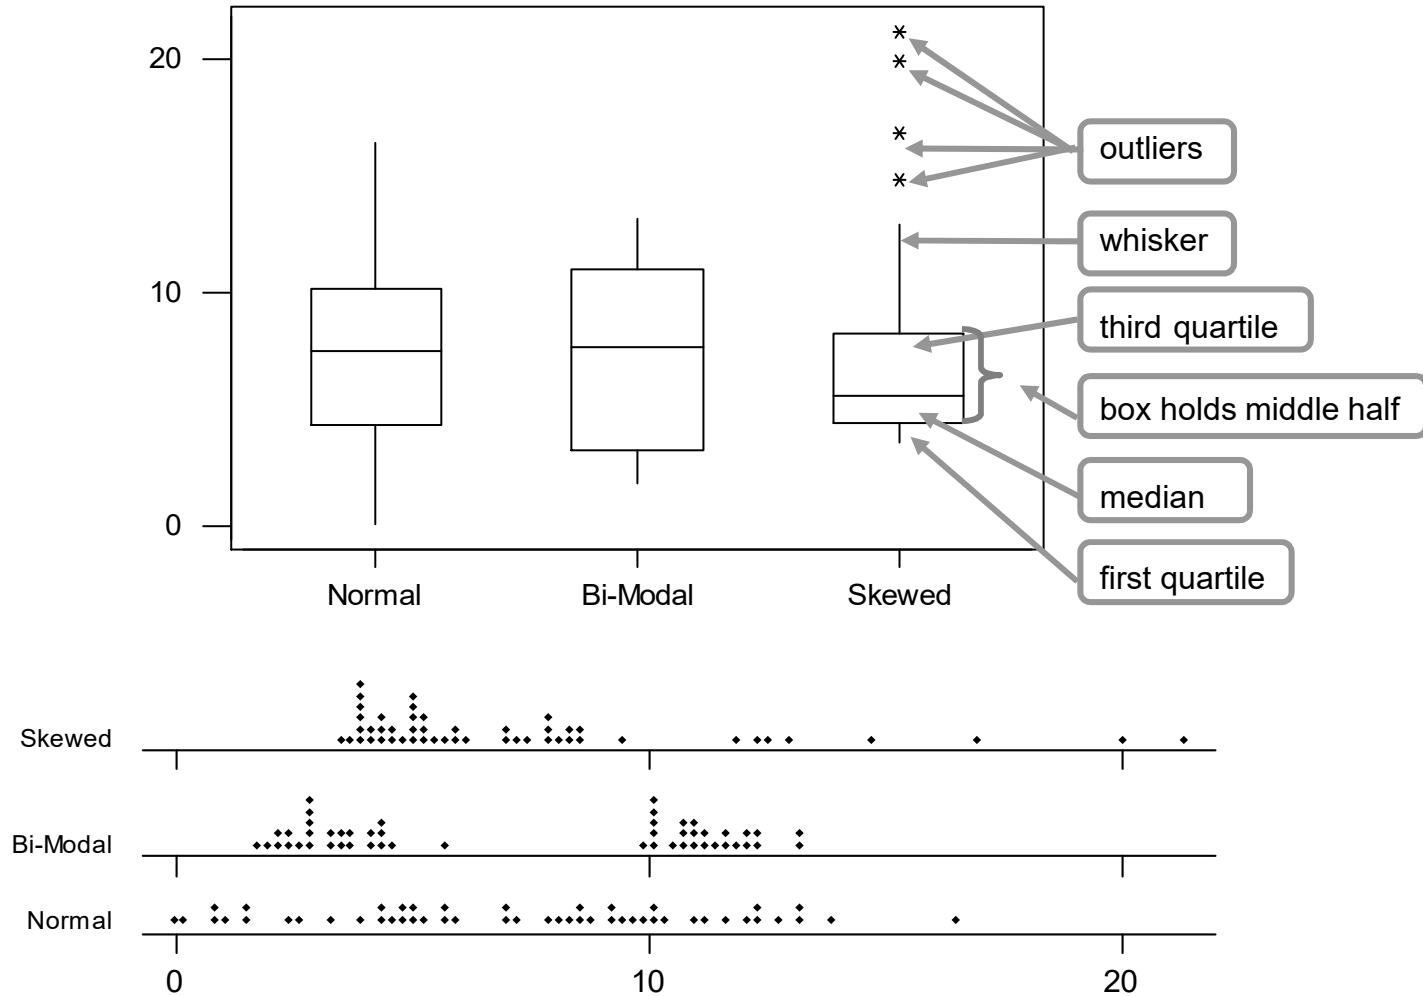 20
outliers
whisker
10
third quartile
box holds middle half
median
0
first quartile
Normal
Bi-Modal
Skewed
Skewed
Bi-Modal
Normal
0
10
20